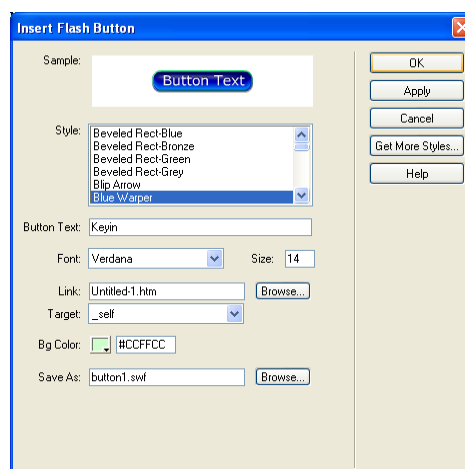 Insert Flash Button
Sample:
Button Text
Style:
Beveled Rect-Blue
Beveled Rect-Bronze
Beveled Rect-Green
Beveled Rect-Grey
Blip Arrow
Blue Warper
Button Text: Keyin
Font: Verdana Size: 14
Link: Untitled-1.htm Browse...
Target: _self
Bg Color: #CCFFCC
Save As: button1.swf Browse...
OK
Apply
Cancel
Get More Styles...
Help